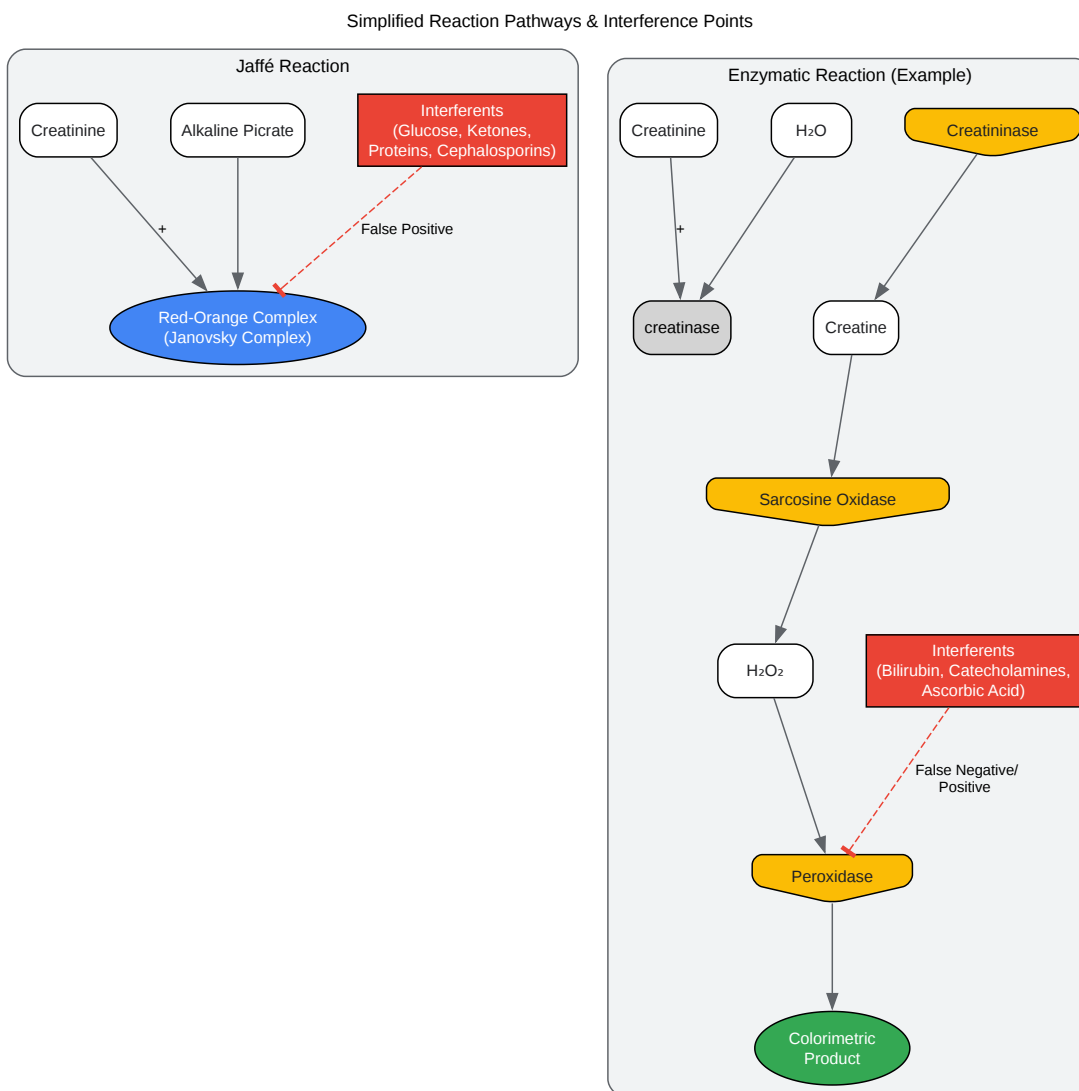 Simplified Reaction Pathways & Interference Points
Jaffé Reaction
Creatinine
Alkaline Picrate
Interferents
(Glucose, Ketones,
Proteins, Cephalosporins)
+
False Positive
Red-Orange Complex
(Janovsky Complex)
Enzymatic Reaction (Example)
Creatinine
H₂O
Creatininase
+
creatinase
Creatine
Sarcosine Oxidase
H₂O₂
Interferents
(Bilirubin, Catecholamines,
Ascorbic Acid)
False Negative/
Positive
Peroxidase
Colorimetric
Product